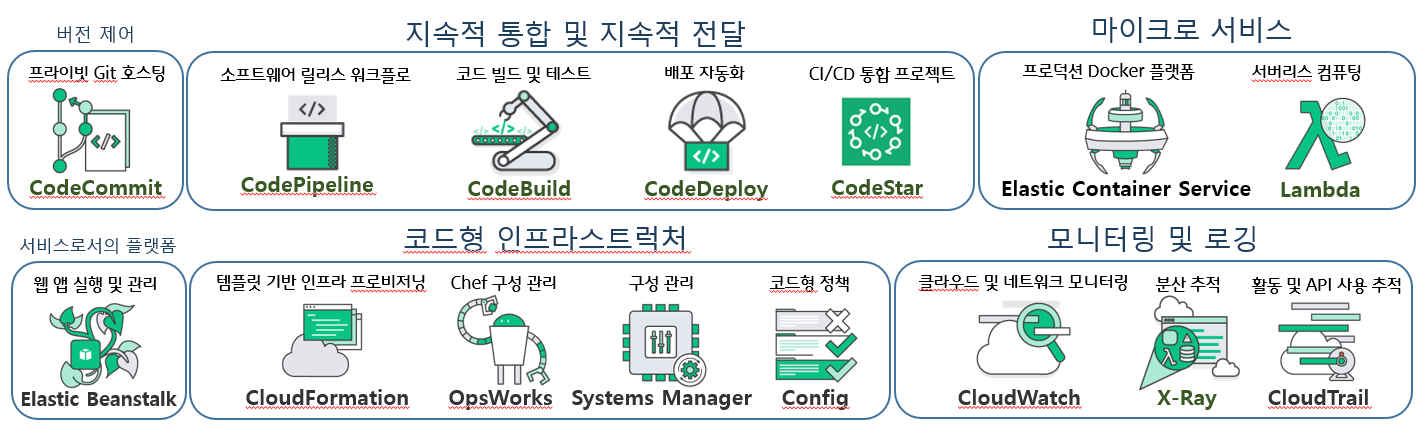 버전 제어
프라이빗 Git 호스팅
</>
CodeCommit
지속적 통합 및 지속적 전달
소프트웨어 릴리스 워크플로
</>
CodePipeline
코드 빌드 및 테스트
</>
CodeBuild
배포 자동화
</>
CodeDeploy
CI/CD 통합 프로젝트
</>
CodeStar
마이크로 서비스
프로덕션 Docker 플랫폼
Elastic Container Service
서버리스 컴퓨팅
λ
Lambda
서비스로서의 플랫폼
웹 앱 실행 및 관리
Elastic Beanstalk
코드형 인프라스트럭처
템플릿 기반 인프라 프로비저닝
</>
CloudFormation
Chef 구성 관리
OpsWorks
구성 관리
Systems Manager
코드형 정책
Config
모니터링 및 로깅
클라우드 및 네트워크 모니터링
CloudWatch
분산 추적
λ
X-Ray
활동 및 API 사용 추적
CloudTrail